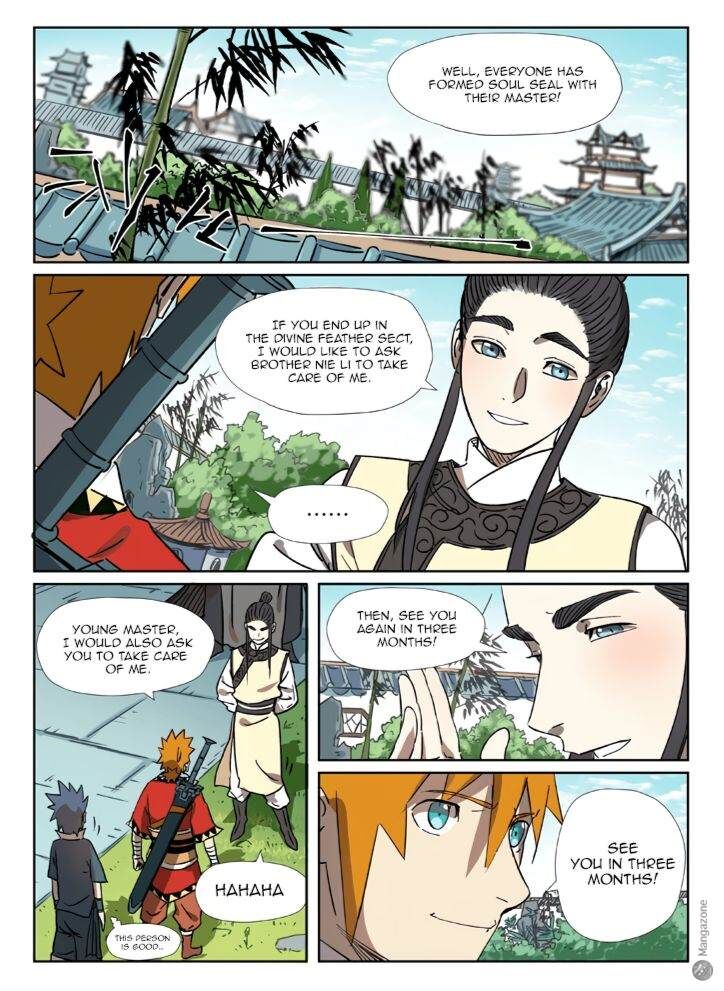 WELL, EVERYONE HAS
FORMED SOUL SEAL WITH
THEIR MASTER!
IF YOU END UP IN
THE DIVINE FEATHER SECT,
I WOULD LIKE TO ASK
BROTHER NIE LI TO TAKE
CARE OF ME.
......
YOUNG MASTER,
I WOULD ALSO ASK
YOU TO TAKE CARE
OF ME.
HAHAHA
THIS PERSON
IS GOOD...
THEN, SEE YOU
AGAIN IN THREE
MONTHS!
SEE
YOU IN THREE
MONTHS!
Mangazone